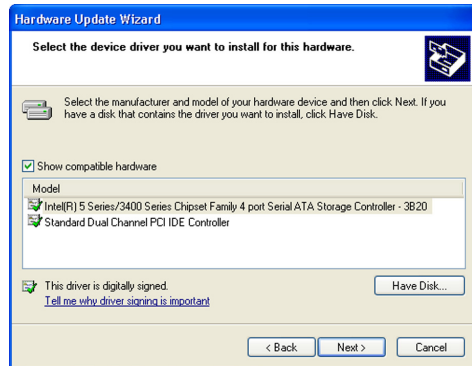 Hardware Update Wizard
Select the device driver you want to install for this hardware.
Select the manufacturer and model of your hardware device and then click Next. If you
have a disk that contains the driver you want to install, click Have Disk.
Show compatible hardware
Model
Intel(R) 5 Series/3400 Series Chipset Family 4 port Serial ATA Storage Controller - 3B20
Standard Dual Channel PCI IDE Controller
This driver is digitally signed.
Have Disk...
Tell me why driver signing is important
< Back
Next >
Cancel